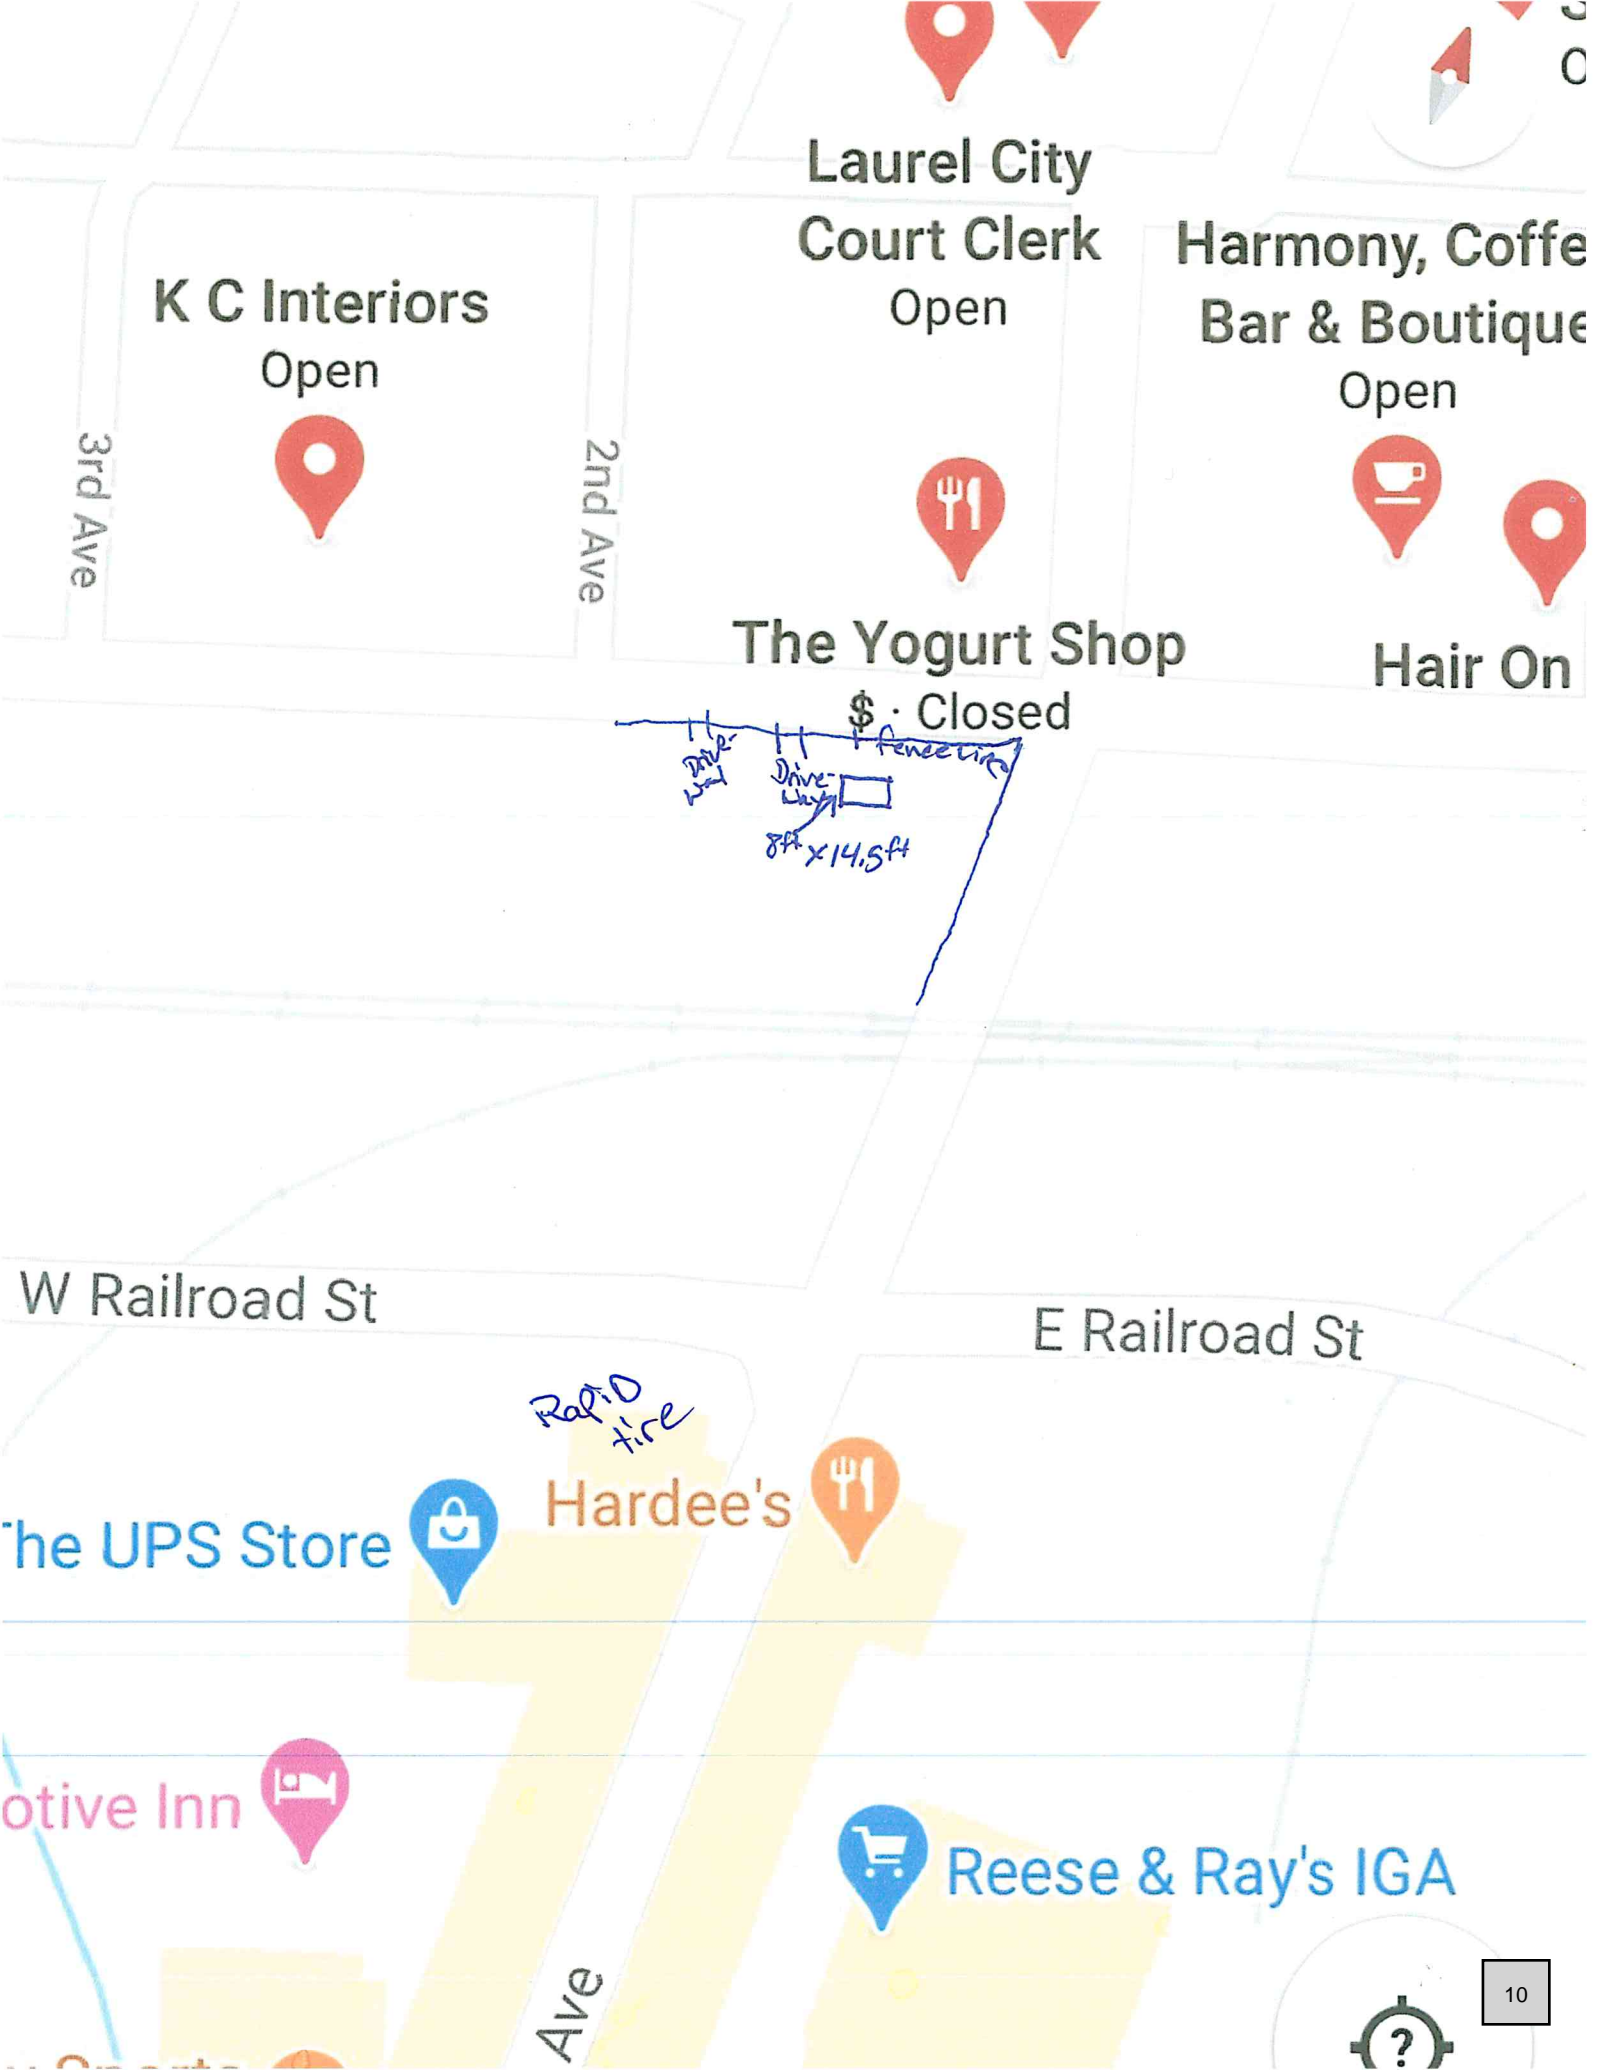 Laurel City
Court Clerk
Open
Harmony, Coffe
Bar & Boutique
Open
K C Interiors
Open
3rd Ave
2nd Ave
The Yogurt Shop
$ · Closed
Hair On
fence line
Drive-
way
Drive-
way
8ft x 14.5ft
W Railroad St
E Railroad St
Rapid
tire
Hardee's
he UPS Store
otive Inn
Reese & Ray's IGA
Ave
10
?